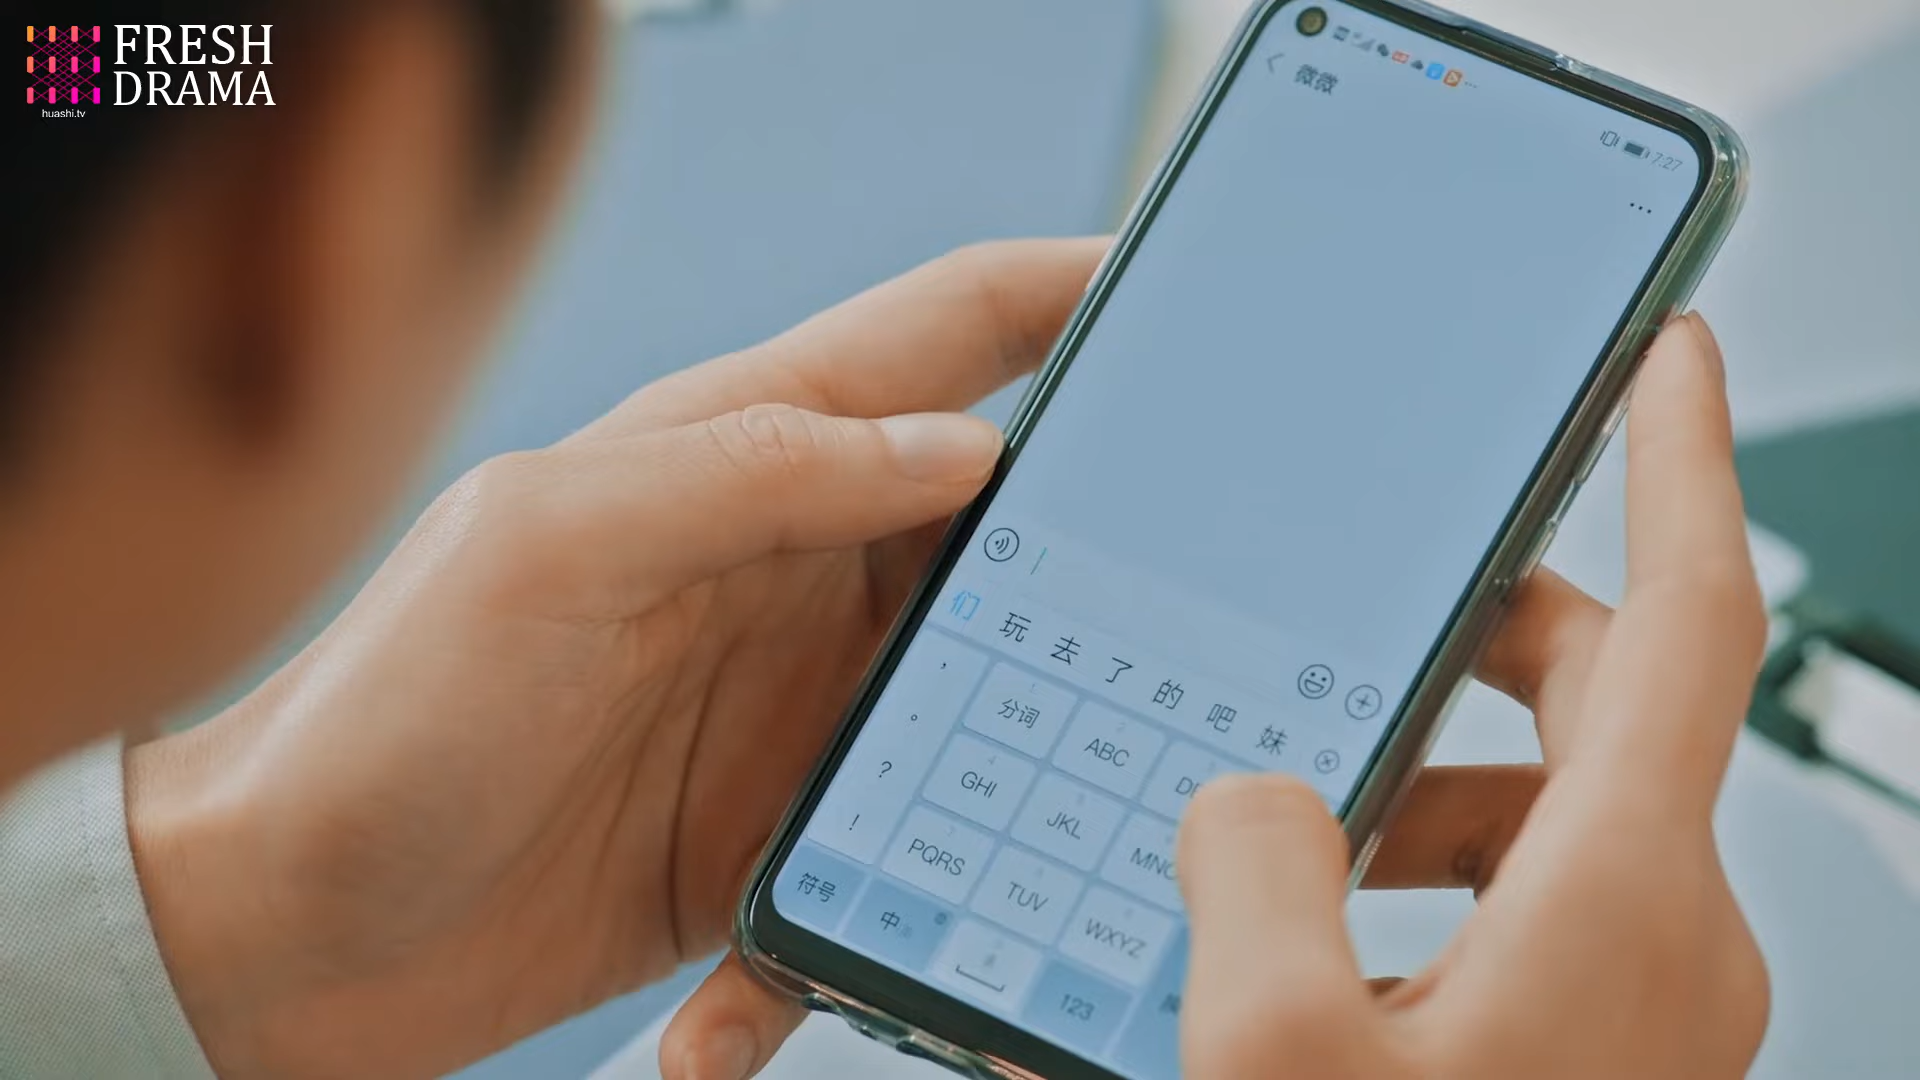 FRESH
DRAMA
huashi.tv
微微
7:27
们 玩 去 了 的 吧 妹
，
。
?
!
分词
ABC
GHI
JKL
PQRS
TUV
WXYZ
符号
中
123